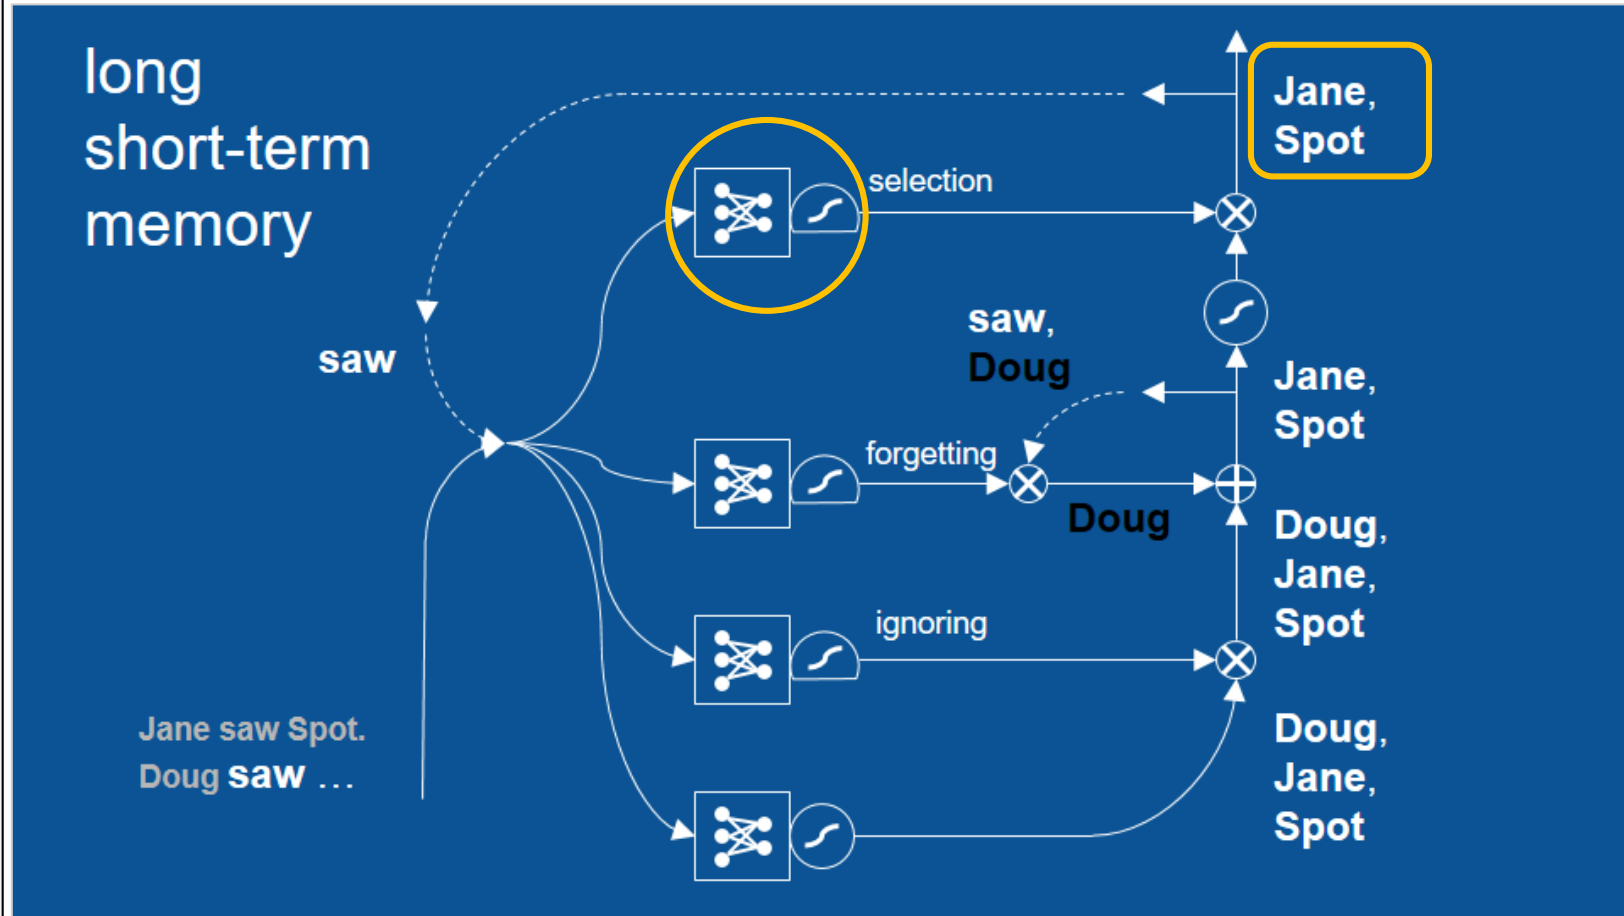 long
short-term
memory
Jane,
Spot
selection
saw,
Doug
saw
Jane,
Spot
forgetting
Doug
Doug,
Jane,
Spot
ignoring
Jane saw Spot.
Doug saw ...
Doug,
Jane,
Spot